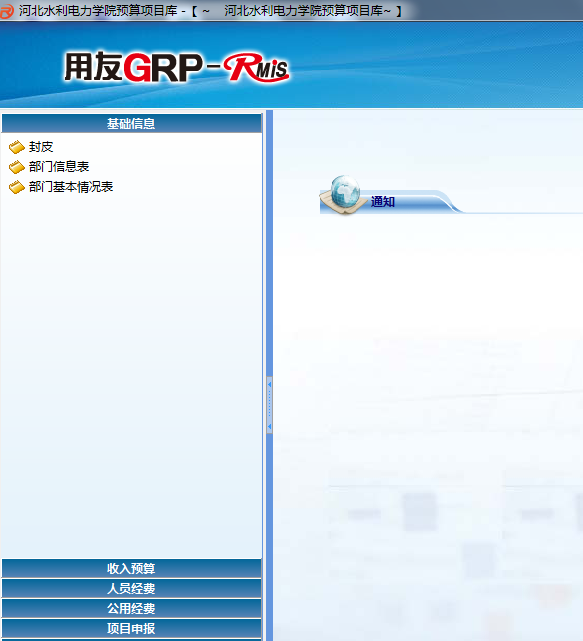 河北水利电力学院预算项目库 -【 ~ 河北水利电力学院预算项目库~ 】
用友GRP-RMiS
基础信息
封皮
部门信息表
部门基本情况表
通知
收入预算
人员经费
公用经费
项目申报